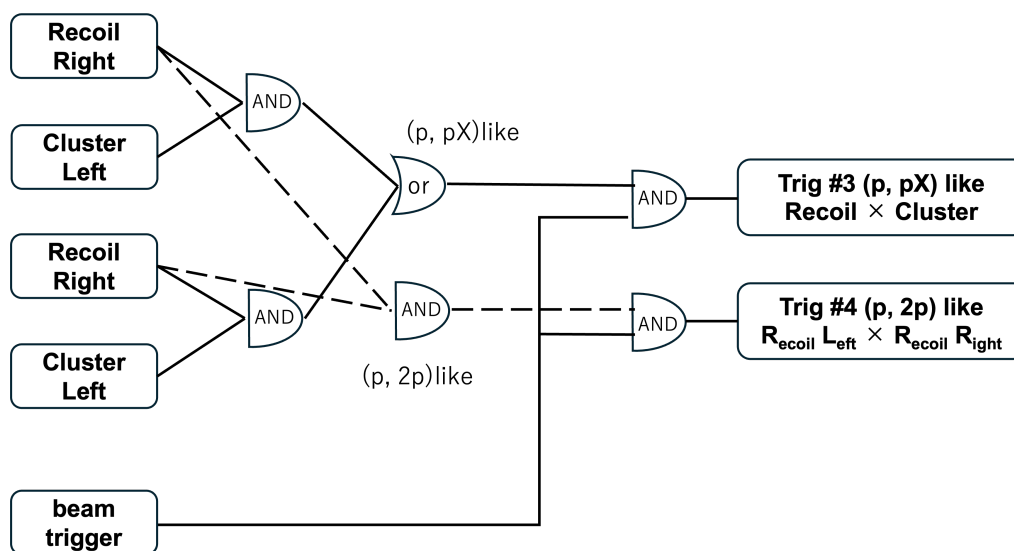 Recoil
Right
AND
Cluster
Left
(p, pX)like
or
AND
Trig #3 (p, pX) like
Recoil × Cluster
Recoil
Right
AND
AND
AND
Trig #4 (p, 2p) like
Recoil Left × Recoil Right
Cluster
Left
(p, 2p)like
beam
trigger